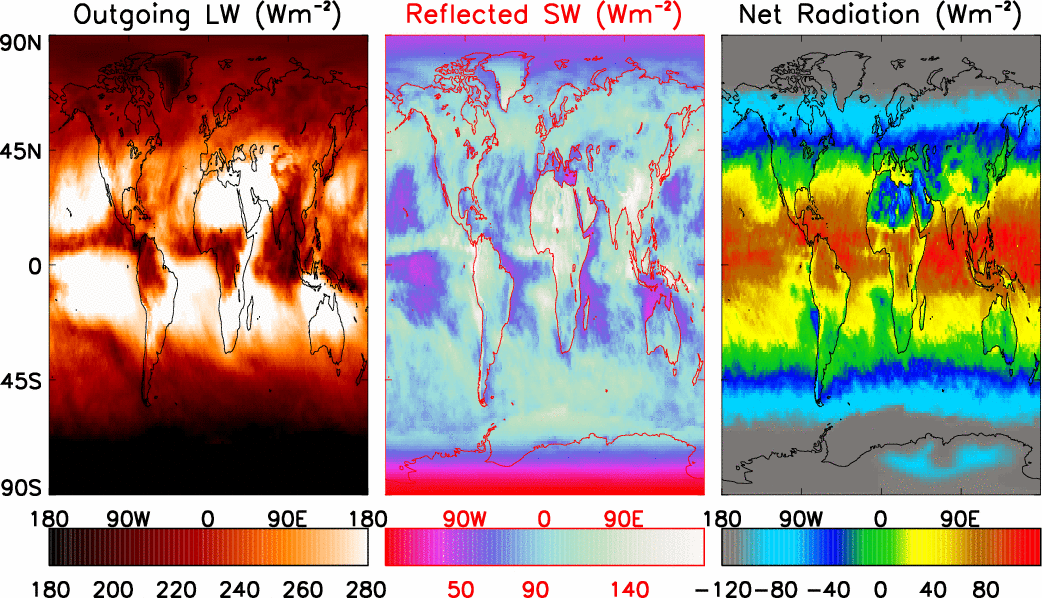 Outgoing LW (Wm⁻²) Reflected SW (Wm⁻²) Net Radiation (Wm⁻²)
90N
45N
0
45S
90S
180 90W 0 90E 180 90W 0 90E 180 90W 0 90E
180 200 220 240 260 280 50 90 140 −120 −80 −40 0 40 80